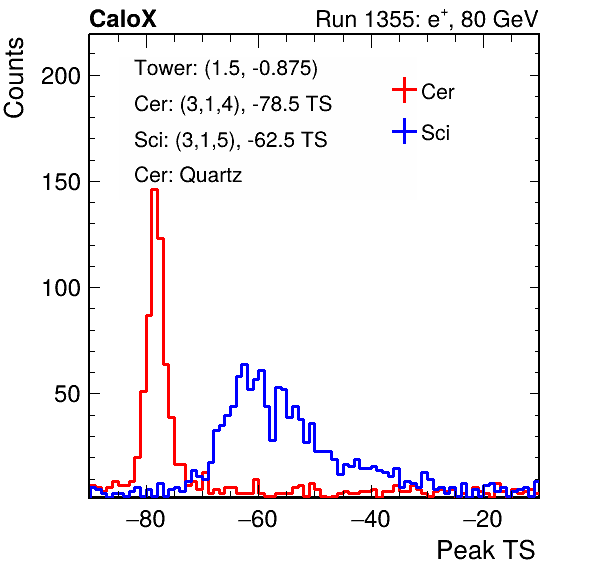 CaloX Run 1355: e⁺, 80 GeV
Counts
Tower: (1.5, -0.875)
Cer: (3,1,4), -78.5 TS
Sci: (3,1,5), -62.5 TS
Cer: Quartz
Cer
Sci
200
150
100
50
−80 −60 −40 −20
Peak TS